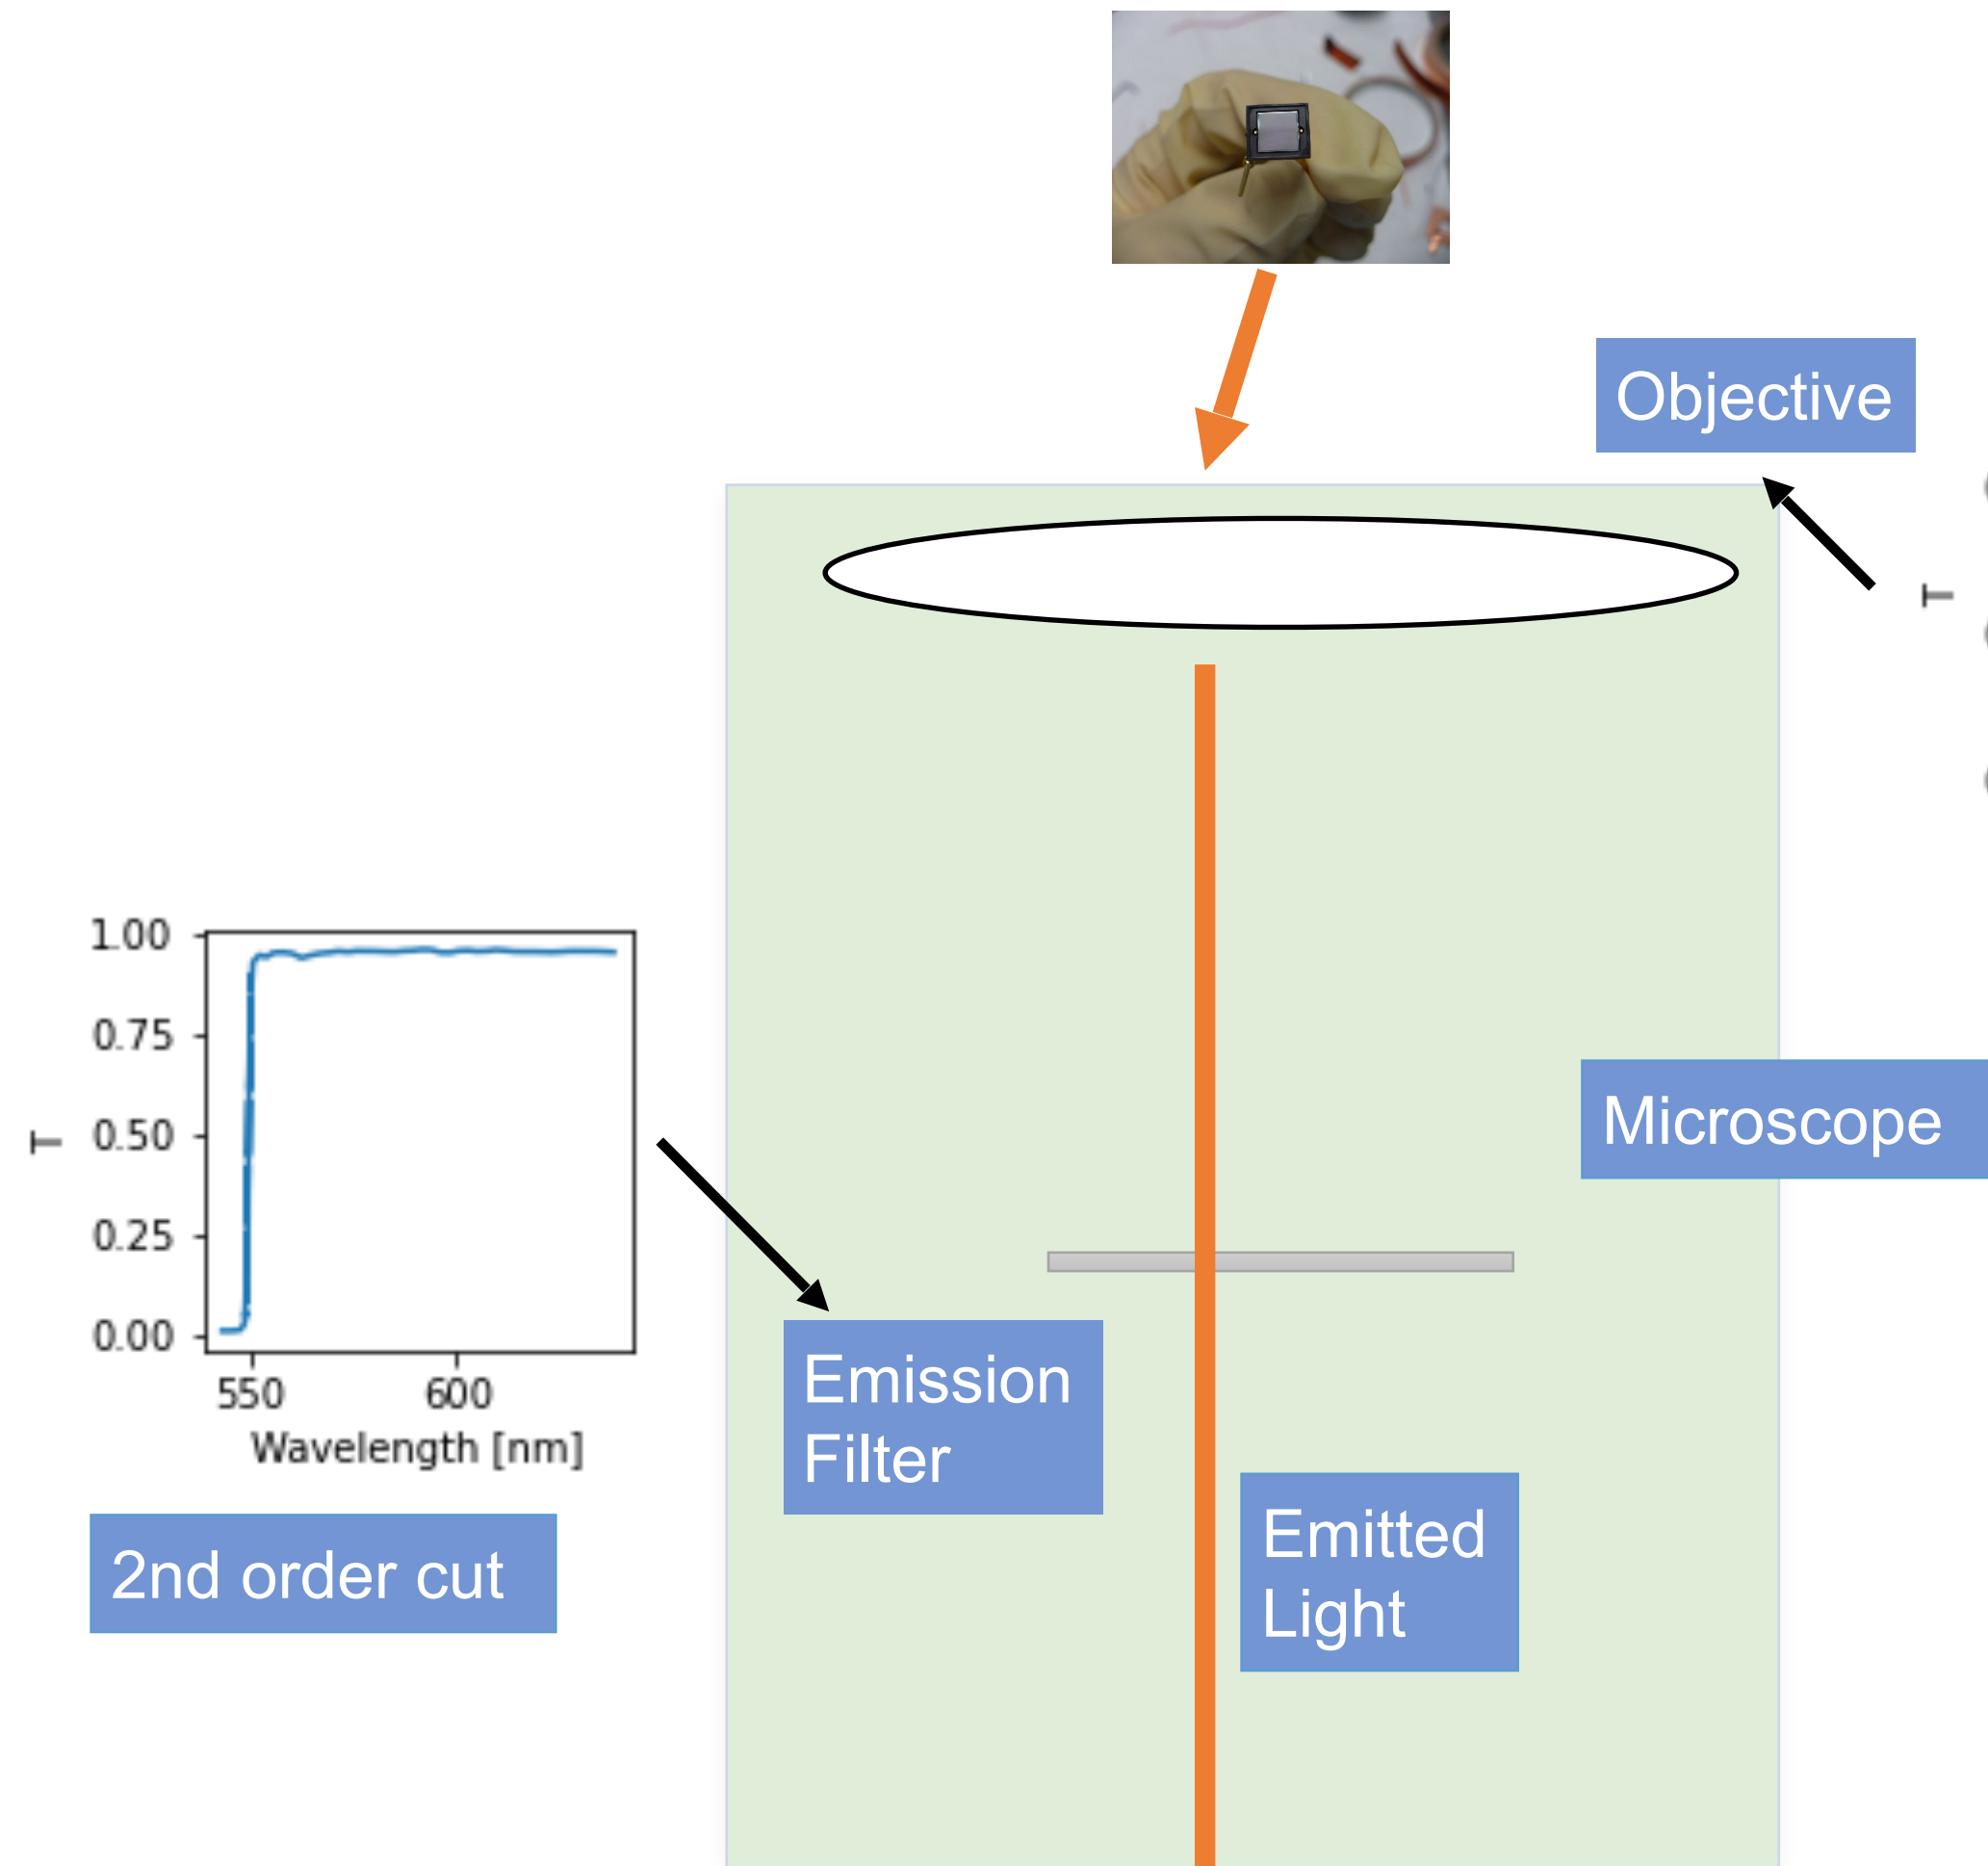 Objective
T
1.00
0.75
Microscope
T
0.50
0.25
0.00
Emission
Filter
550
600
Wavelength [nm]
Emitted
Light
2nd order cut